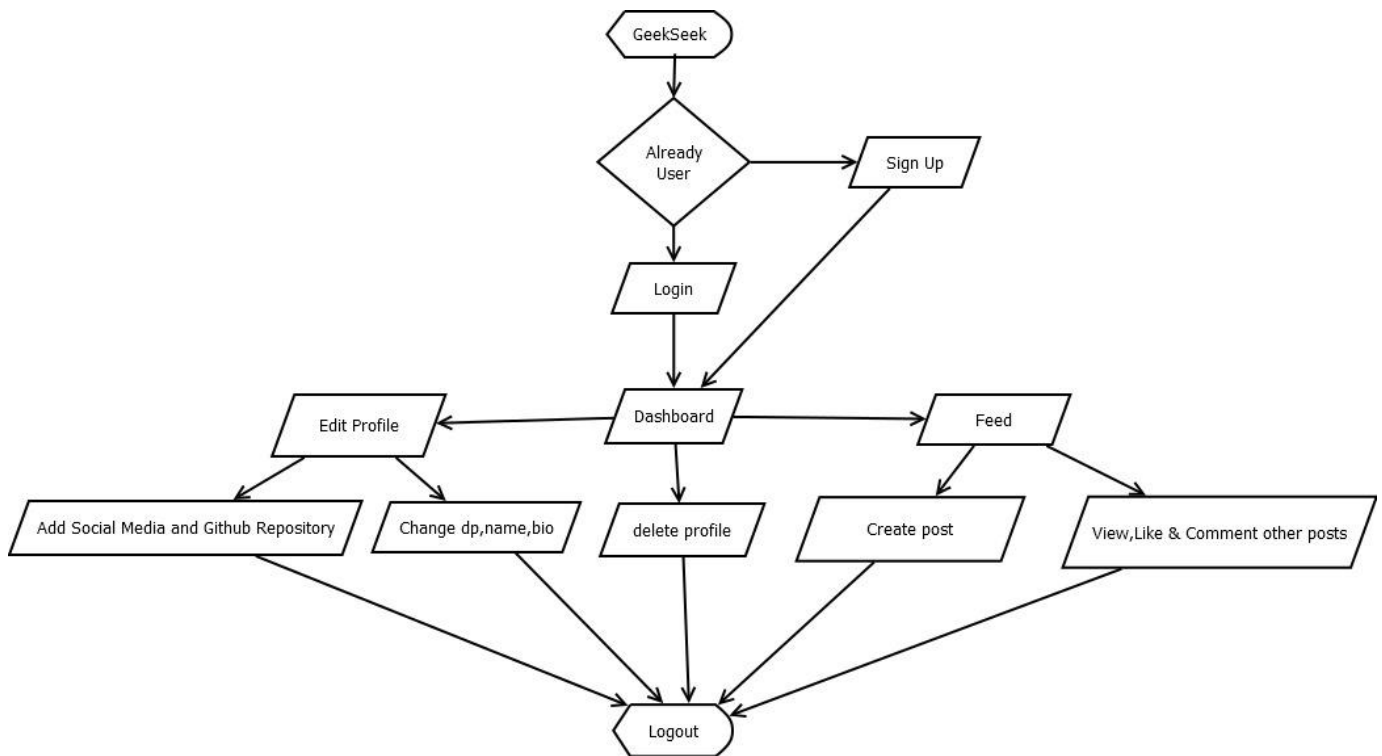 GeekSeek
Already
User
Sign Up
Login
Edit Profile
Dashboard
Feed
Add Social Media and Github Repository
Change dp,name,bio
delete profile
Create post
View,Like & Comment other posts
Logout